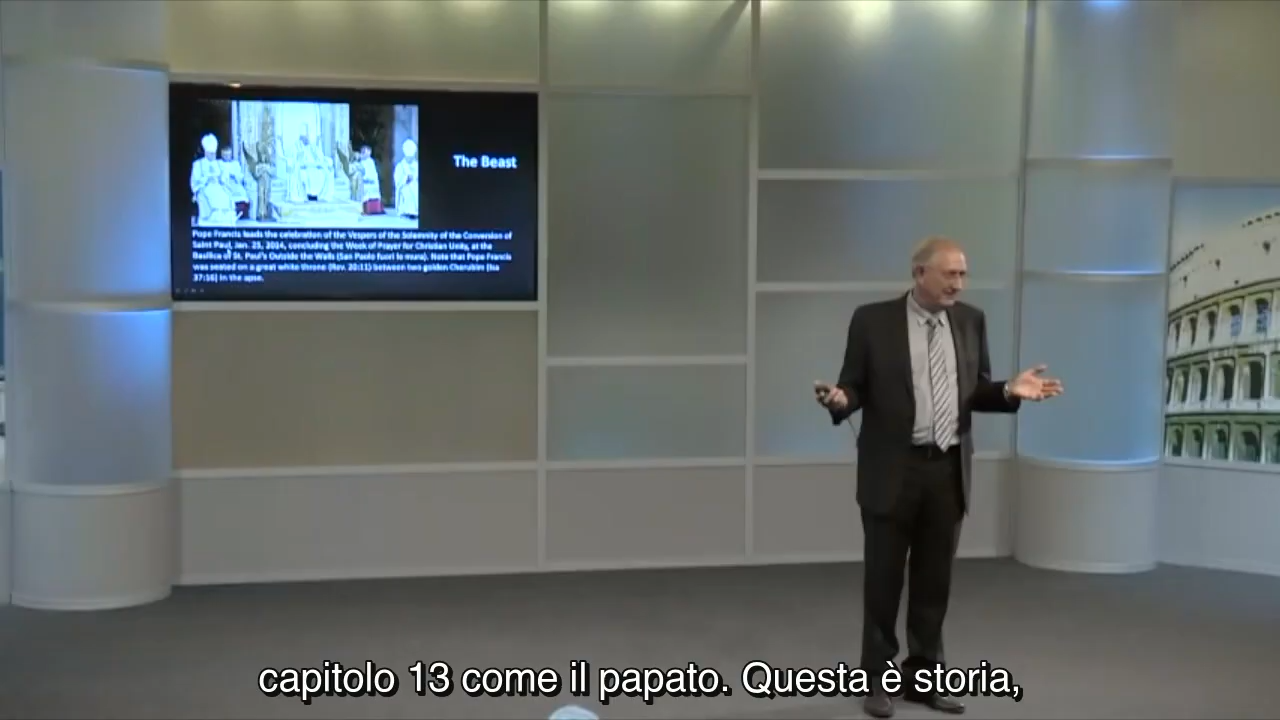 The Beast
Pope Francis leads the celebration of the Vespers of the Solemnity of the Conversion of
Saint Paul, Jan. 25, 2014, concluding the Week of Prayer for Christian Unity, at the
Basilica of St. Paul's Outside the Walls (San Paolo fuori le mura). Note that Pope Francis
was seated on a great white throne (Rev. 20:11) between two golden Cherubim (Isa
37:16) in the apse.
capitolo 13 come il papato. Questa è storia,